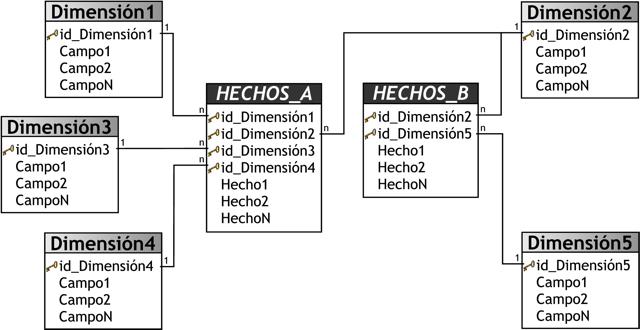 Dimensión1
id_Dimensión1
Campo1
Campo2
CampoN
1
Dimensión3
id_Dimensión3
Campo1
Campo2
CampoN
1
Dimensión4
id_Dimensión4
Campo1
Campo2
CampoN
1
HECHOS_A
n
id_Dimensión1
id_Dimensión2
n
n
id_Dimensión3
n
id_Dimensión4
Hecho1
Hecho2
HechoN
HECHOS_B
id_Dimensión2
n
id_Dimensión5
n
Hecho1
Hecho2
HechoN
Dimensión2
1
id_Dimensión2
Campo1
Campo2
CampoN
Dimensión5
1
id_Dimensión5
Campo1
Campo2
CampoN